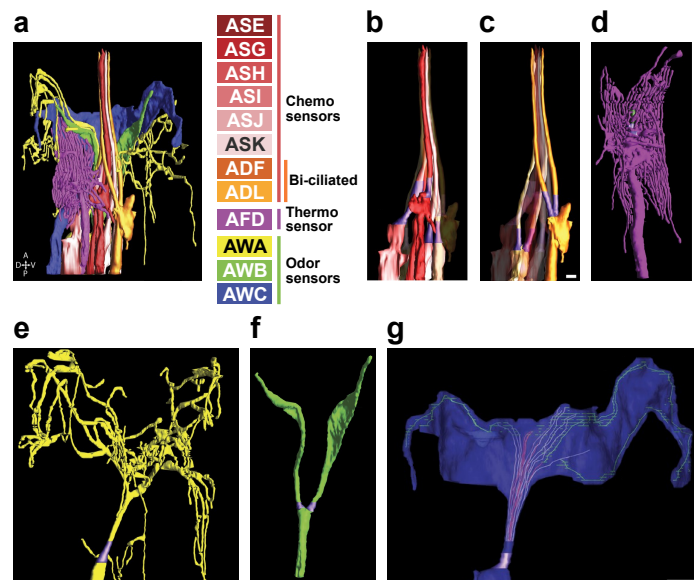 a
ASE
ASG
ASH
ASI
ASJ
ASK
ADF
ADL
AFD
AWA
AWB
AWC
Chemo
sensors
Bi-ciliated
Thermo
sensor
Odor
sensors
A
D V
P
b
c
d
e
f
g